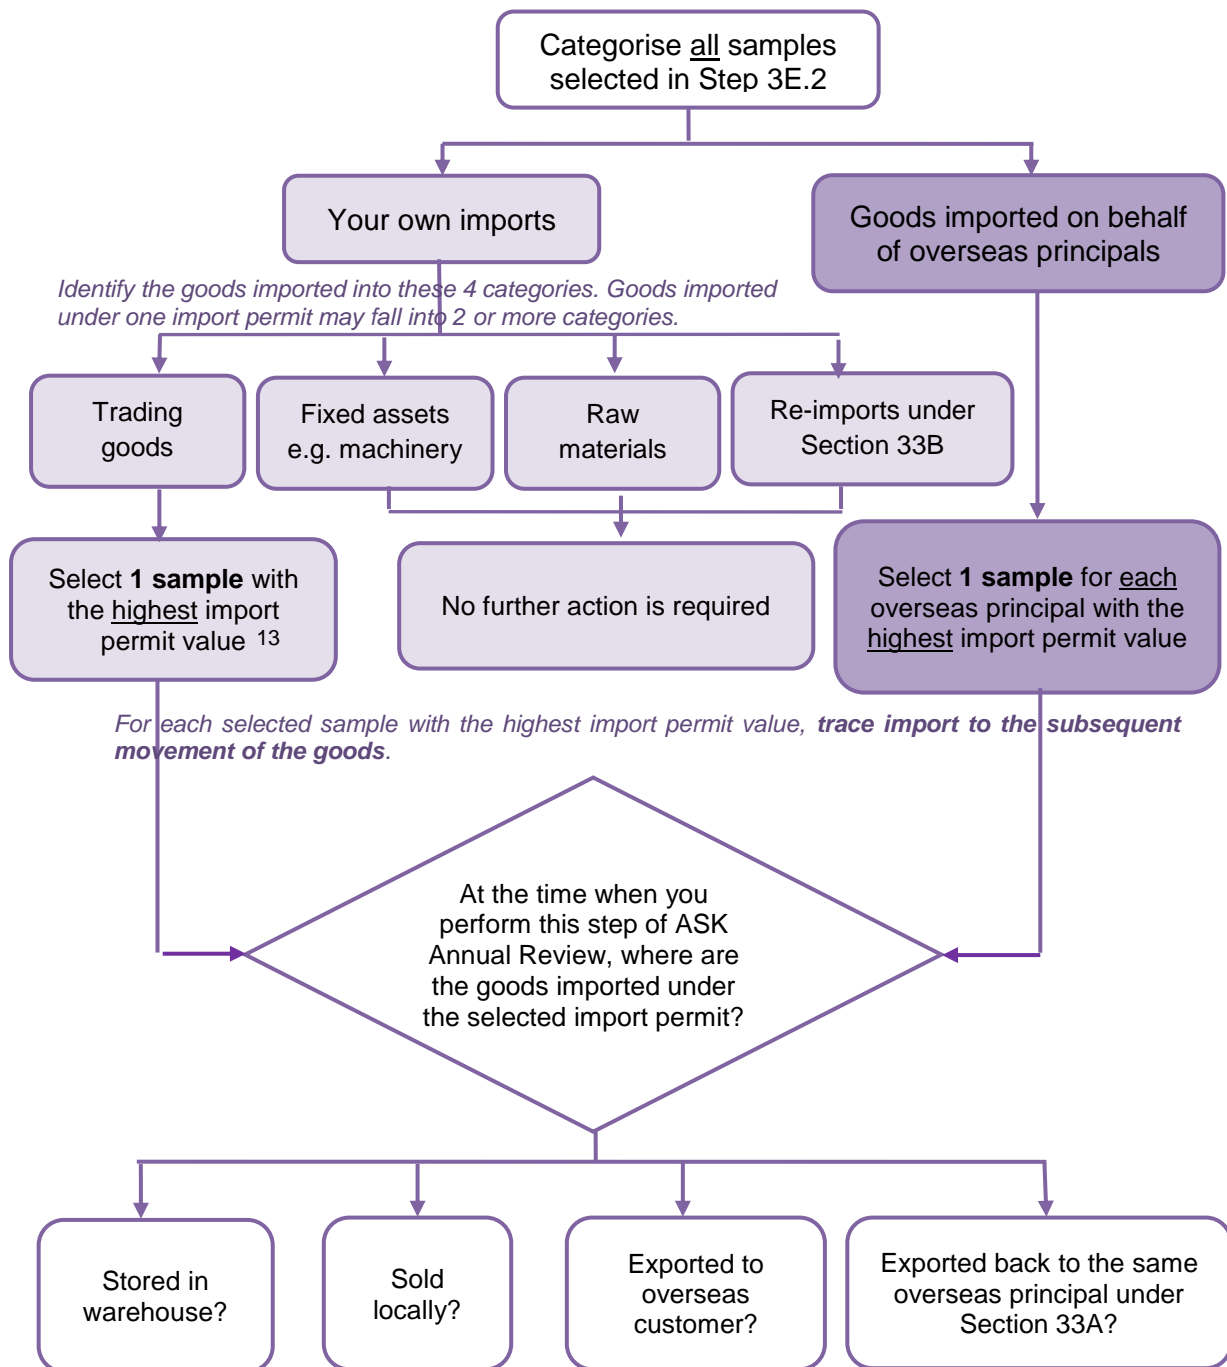 Categorise all samples
selected in Step 3E.2
Your own imports
Goods imported on behalf
of overseas principals
Identify the goods imported into these 4 categories. Goods imported
under one import permit may fall into 2 or more categories.
Trading
goods
Fixed assets
e.g. machinery
Raw
materials
Re-imports under
Section 33B
Select 1 sample with
the highest import
permit value 13
No further action is required
Select 1 sample for each
overseas principal with the
highest import permit value
For each selected sample with the highest import permit value, trace import to the subsequent
movement of the goods.
At the time when you
perform this step of ASK
Annual Review, where are
the goods imported under
the selected import permit?
Stored in
warehouse?
Sold
locally?
Exported to
overseas
customer?
Exported back to the same
overseas principal under
Section 33A?